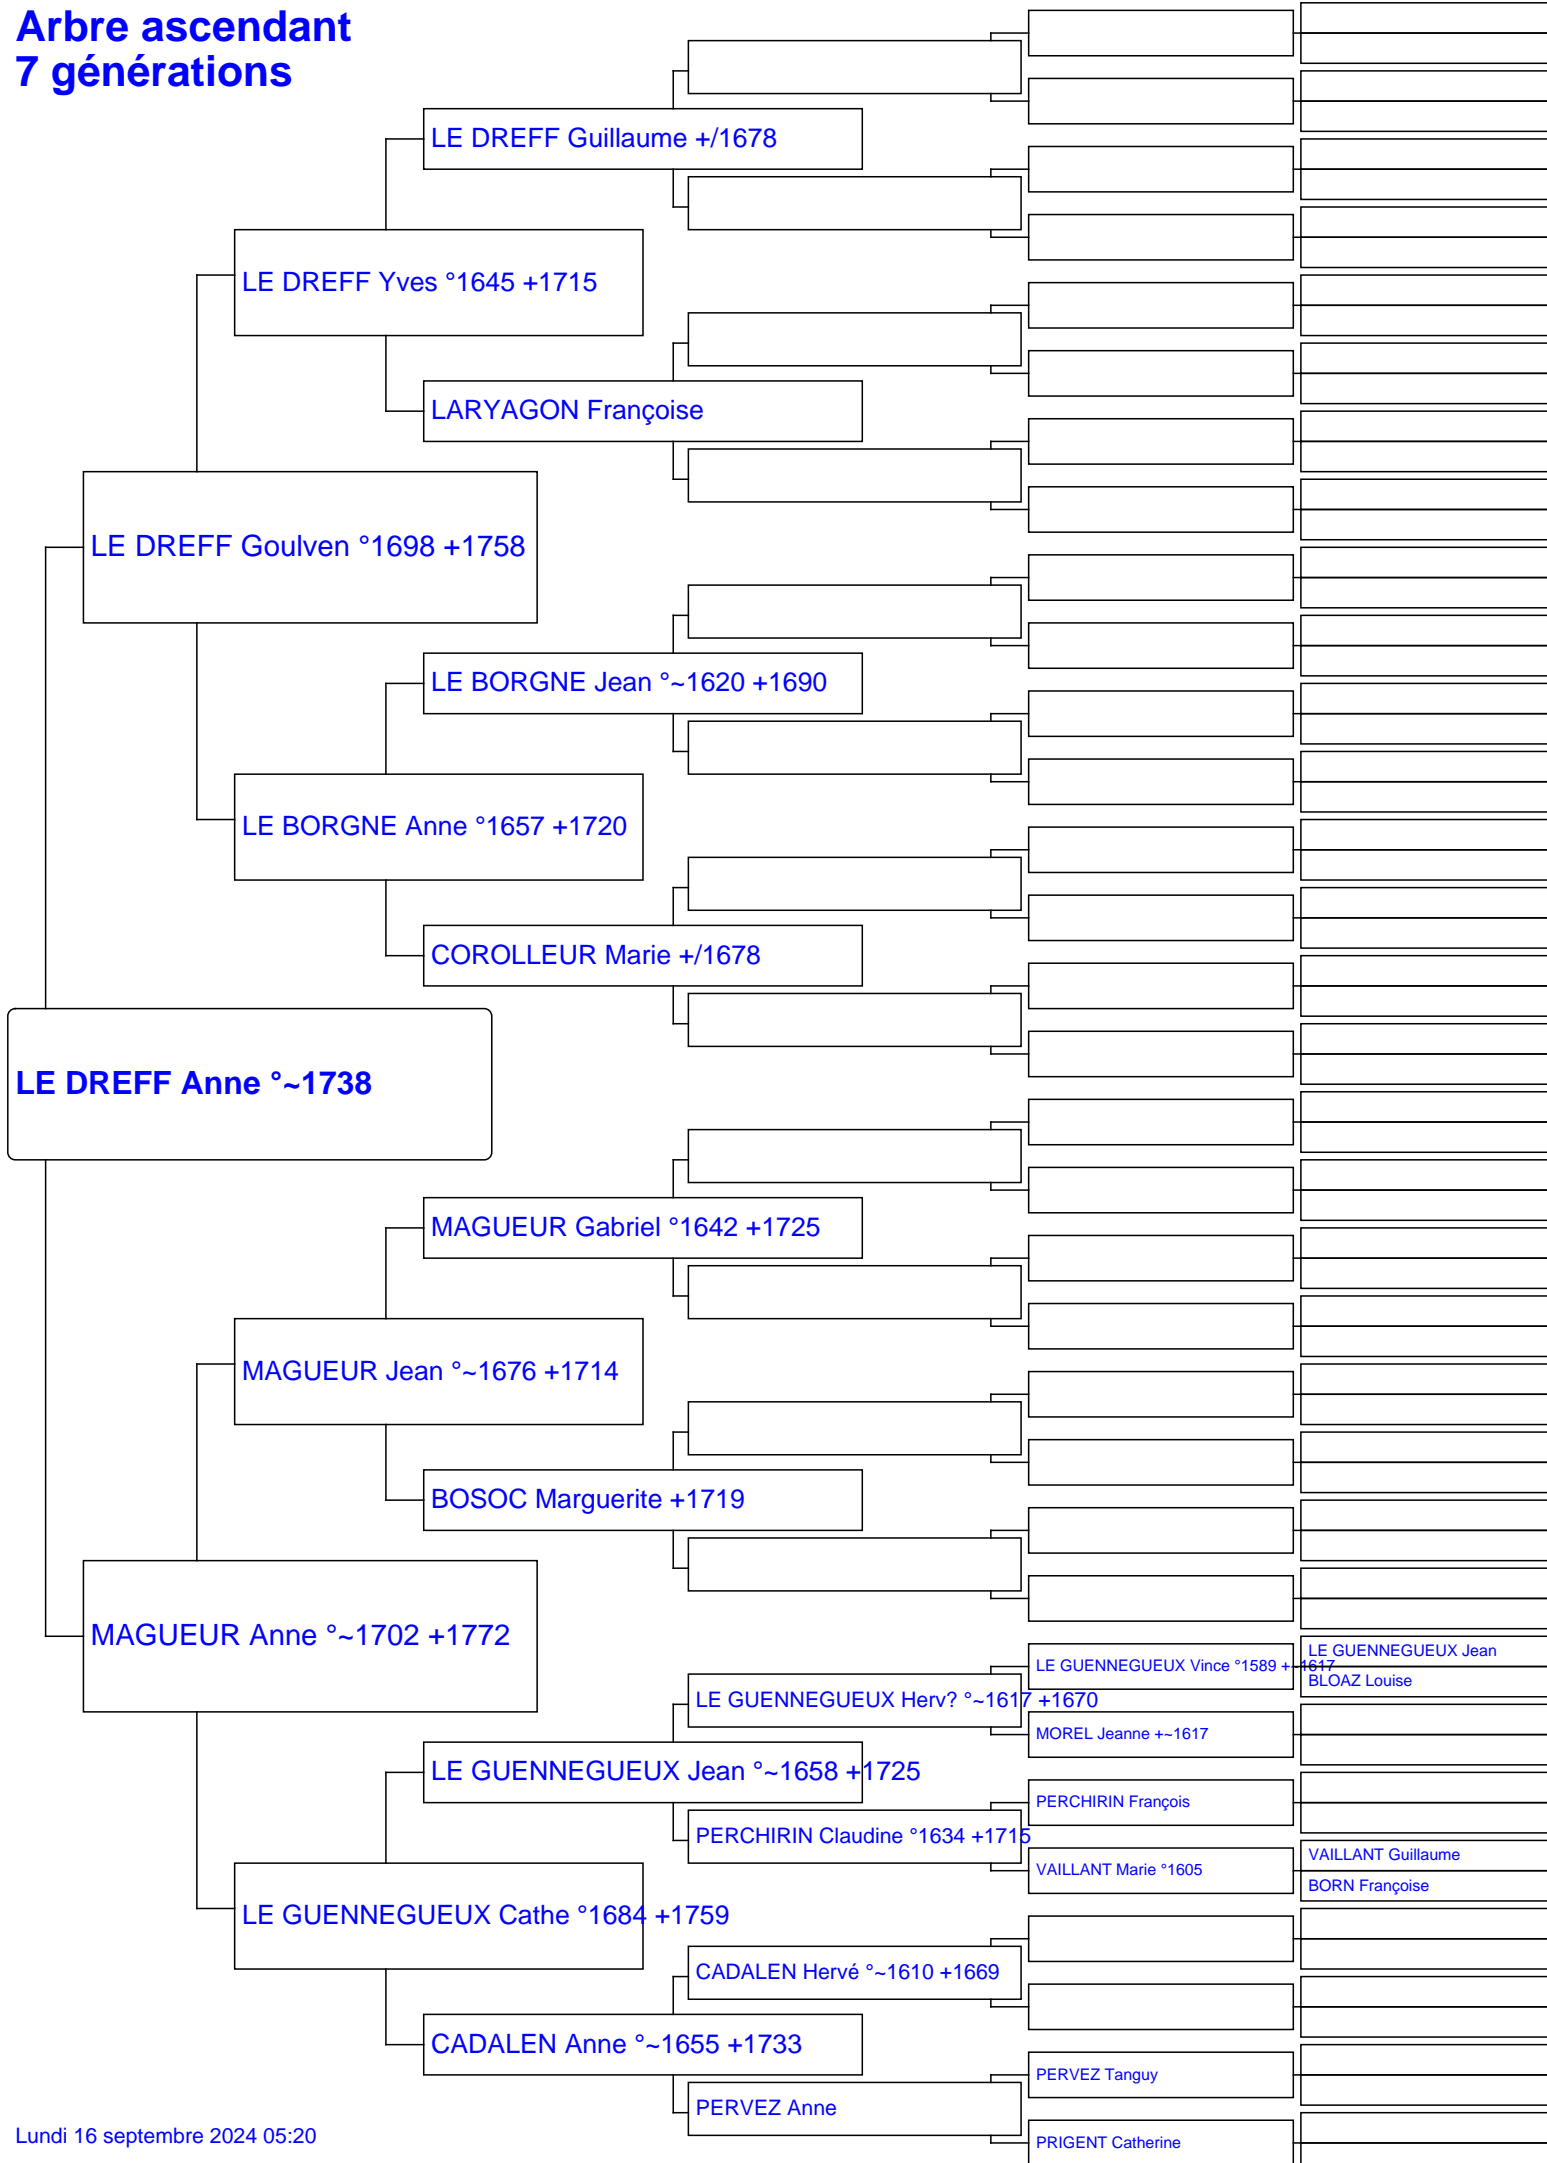 Arbre ascendant
7 générations
LE DREFF Guillaume +/1678
LE DREFF Yves °1645 +1715
LARYAGON Françoise
LE DREFF Goulven °1698 +1758
LE BORGNE Jean °~1620 +1690
LE BORGNE Anne °1657 +1720
COROLLEUR Marie +/1678
LE DREFF Anne °~1738
MAGUEUR Gabriel °1642 +1725
MAGUEUR Jean °~1676 +1714
BOSOC Marguerite +1719
MAGUEUR Anne °~1702 +1772
LE GUENNEGUEUX Jean
LE GUENNEGUEUX Vince °1589 +~1617
BLOAZ Louise
LE GUENNEGUEUX Herv? °~1617 +1670
MOREL Jeanne +~1617
LE GUENNEGUEUX Jean °~1658 +1725
PERCHIRIN François
PERCHIRIN Claudine °1634 +1715
VAILLANT Guillaume
VAILLANT Marie °1605
BORN Françoise
LE GUENNEGUEUX Cathe °1684 +1759
CADALEN Hervé °~1610 +1669
CADALEN Anne °~1655 +1733
PERVEZ Tanguy
PERVEZ Anne
PRIGENT Catherine
Lundi 16 septembre 2024 05:20